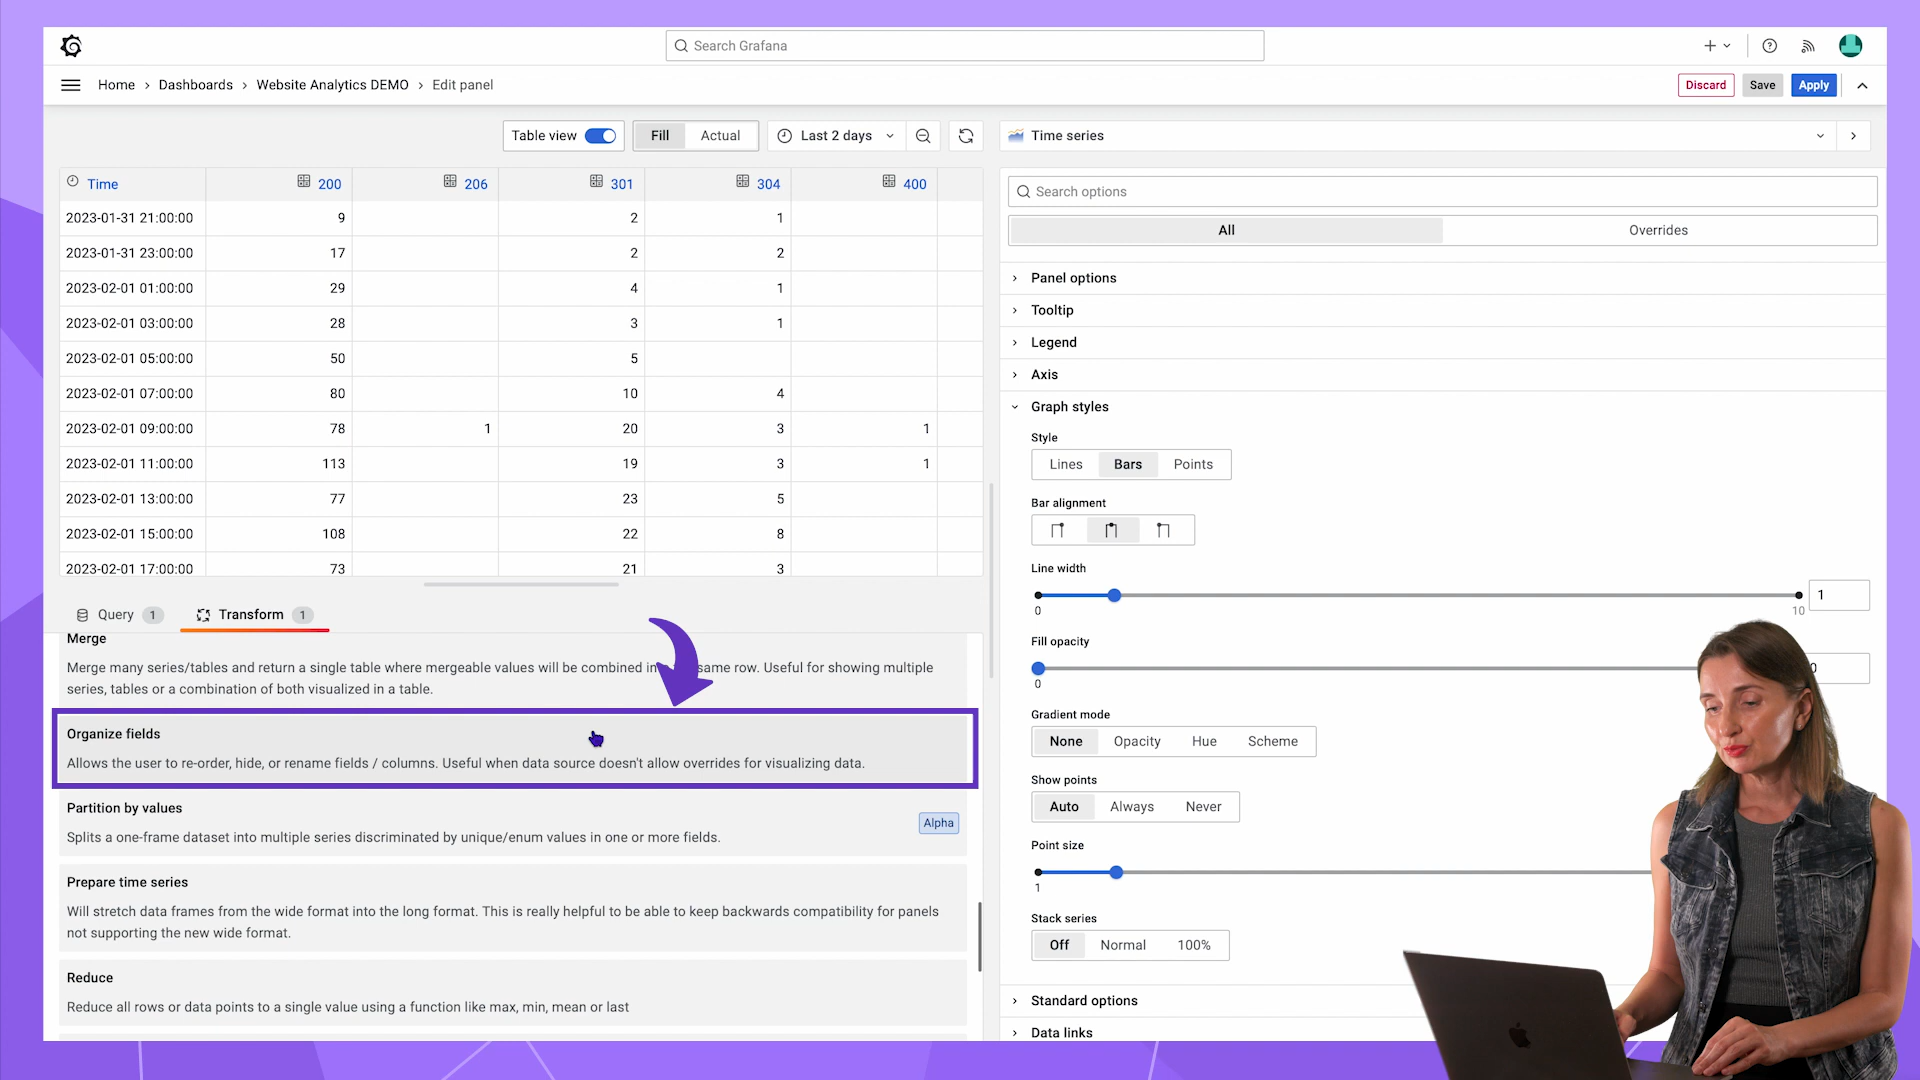 Search Grafana
Home › Dashboards › Website Analytics DEMO › Edit panel
Discard Save Apply
Table view Fill Actual Last 2 days
Time 200 206 301 304 400
2023-01-31 21:00:00 9 2 1
2023-01-31 23:00:00 17 2 2
2023-02-01 01:00:00 29 4 1
2023-02-01 03:00:00 28 3 1
2023-02-01 05:00:00 50 5
2023-02-01 07:00:00 80 10 4
2023-02-01 09:00:00 78 1 20 3 1
2023-02-01 11:00:00 113 19 3 1
2023-02-01 13:00:00 77 23 5
2023-02-01 15:00:00 108 22 8
2023-02-01 17:00:00 73 21 3
Query 1 Transform 1
Merge
Merge many series/tables and return a single table where mergeable values will be combined in same row. Useful for showing multiple
series, tables or a combination of both visualized in a table.
Organize fields
Allows the user to re-order, hide, or rename fields / columns. Useful when data source doesn't allow overrides for visualizing data.
Partition by values
Splits a one-frame dataset into multiple series discriminated by unique/enum values in one or more fields.
Alpha
Prepare time series
Will stretch data frames from the wide format into the long format. This is really helpful to be able to keep backwards compatibility for panels
not supporting the new wide format.
Reduce
Reduce all rows or data points to a single value using a function like max, min, mean or last
Time series
Search options
All Overrides
Panel options
Tooltip
Legend
Axis
Graph styles
Style
Lines Bars Points
Bar alignment
Line width
0 10 1
Fill opacity
0 0
Gradient mode
None Opacity Hue Scheme
Show points
Auto Always Never
Point size
1
Stack series
Off Normal 100%
Standard options
Data links